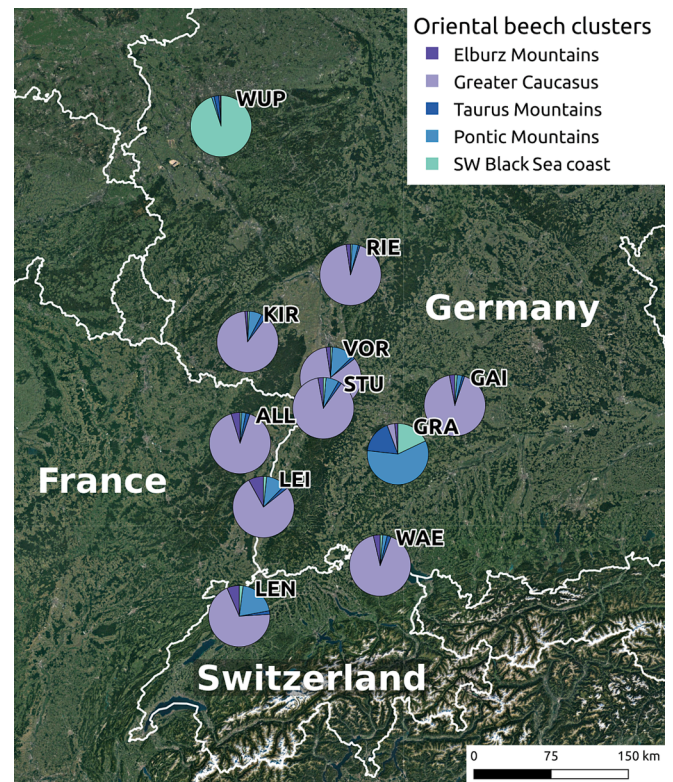 Oriental beech clusters
Elburz Mountains
Greater Caucasus
Taurus Mountains
Pontic Mountains
SW Black Sea coast
WUP
RIE
Germany
KIR
VOR
GAI
STU
ALL
GRA
France
LEI
WAE
LEN
Switzerland
0 75 150 km